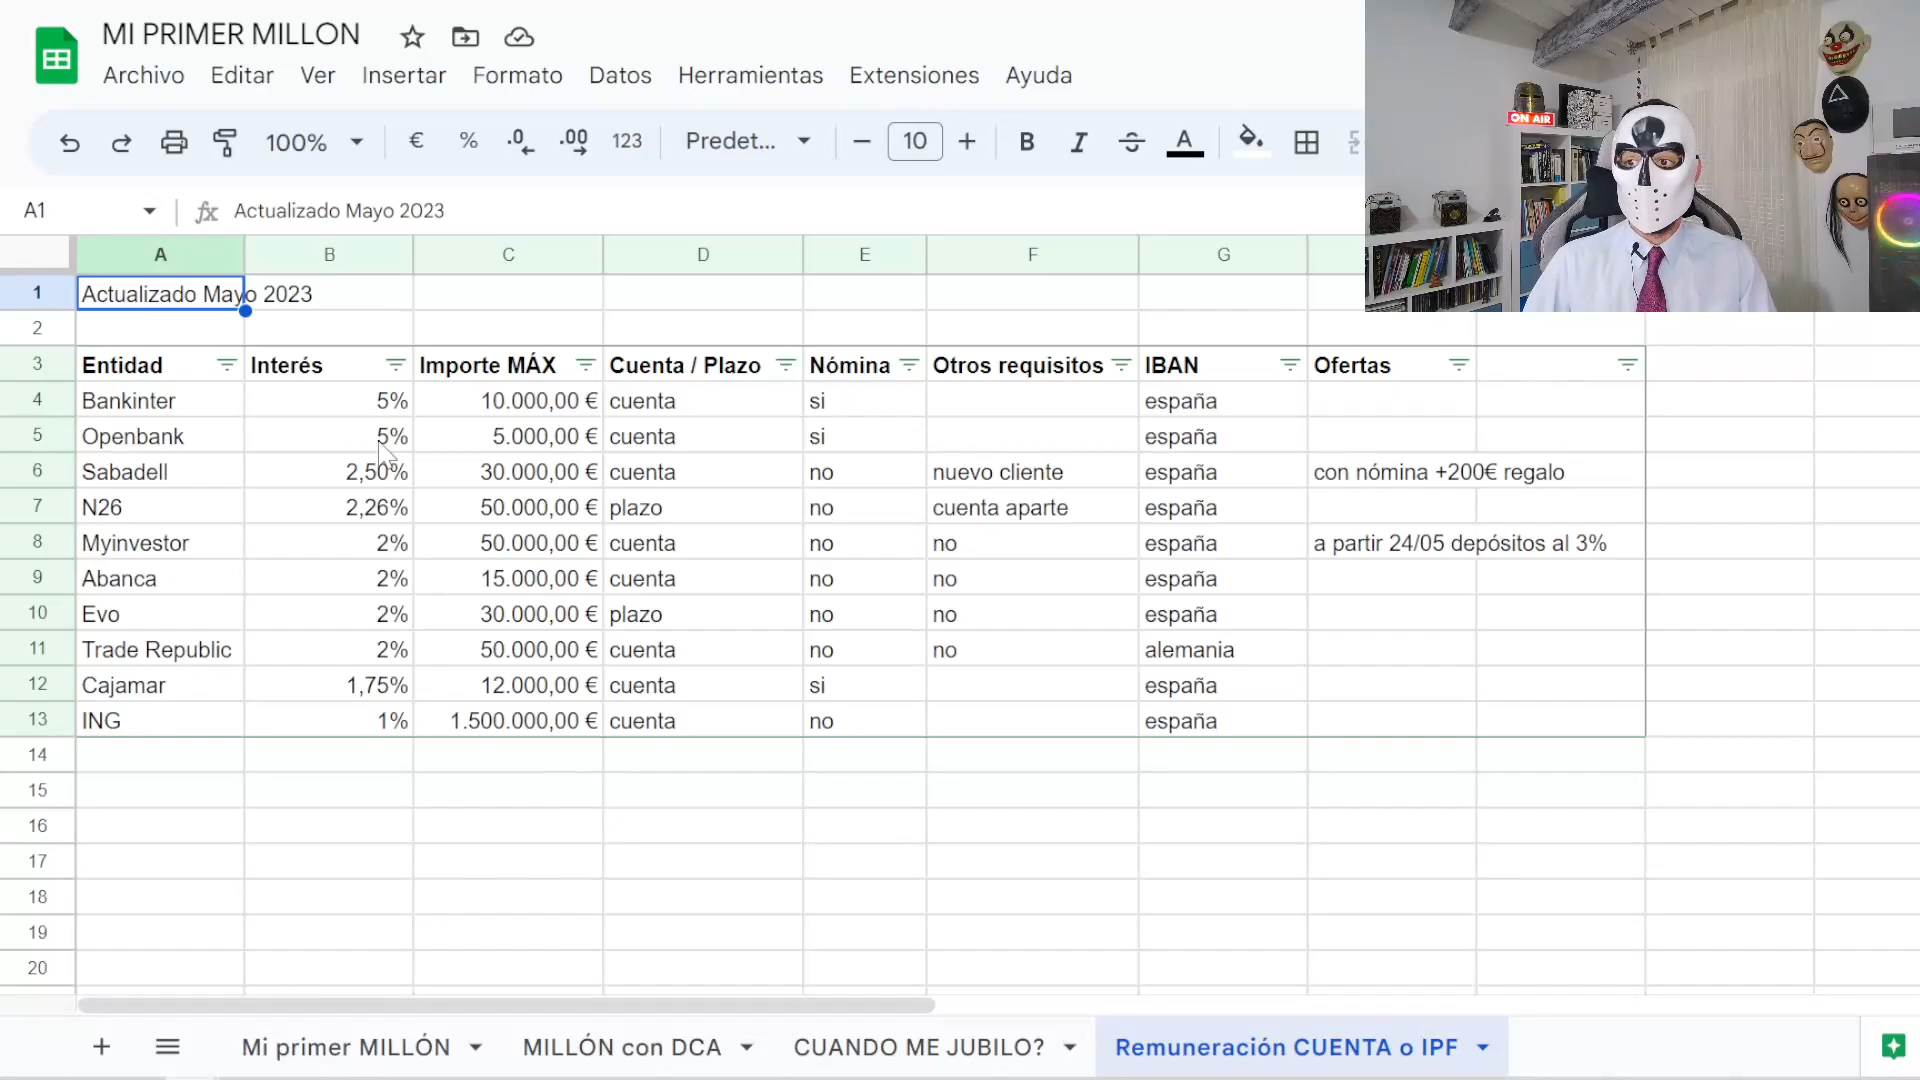 MI PRIMER MILLON
Archivo Editar Ver Insertar Formato Datos Herramientas Extensiones Ayuda
100% € % .0 .00 123 Predet... 10 B I A
A1 fx Actualizado Mayo 2023
A B C D E F G
1 Actualizado Mayo 2023
2
3 Entidad Interés Importe MÁX Cuenta / Plazo Nómina Otros requisitos IBAN Ofertas
4 Bankinter 5% 10.000,00 € cuenta si españa
5 Openbank 5% 5.000,00 € cuenta si españa
6 Sabadell 2,50% 30.000,00 € cuenta no nuevo cliente españa con nómina +200€ regalo
7 N26 2,26% 50.000,00 € plazo no cuenta aparte españa
8 Myinvestor 2% 50.000,00 € cuenta no no españa a partir 24/05 depósitos al 3%
9 Abanca 2% 15.000,00 € cuenta no no españa
10 Evo 2% 30.000,00 € plazo no no españa
11 Trade Republic 2% 50.000,00 € cuenta no no alemania
12 Cajamar 1,75% 12.000,00 € cuenta si españa
13 ING 1% 1.500.000,00 € cuenta no españa
14
15
16
17
18
19
20
Mi primer MILLÓN MILLÓN con DCA CUANDO ME JUBILO? Remuneración CUENTA o IPF
ON AIR